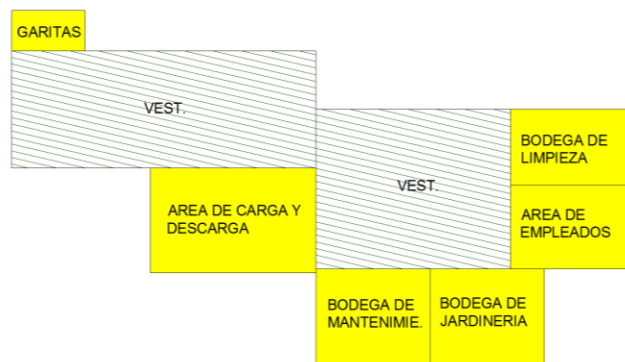 GARITAS
VEST.
BODEGA DE
LIMPIEZA
VEST.
AREA DE CARGA Y
DESCARGA
AREA DE
EMPLEADOS
BODEGA DE
MANTENIMIE.
BODEGA DE
JARDINERIA